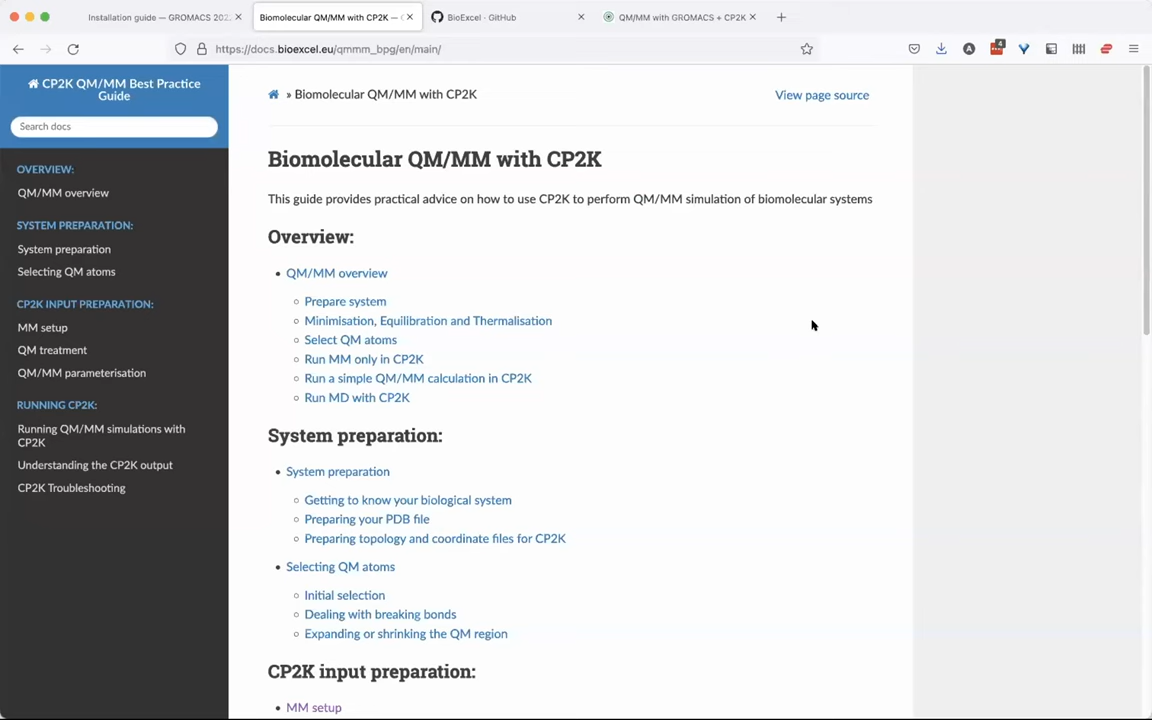 Installation guide — GROMACS 202
Biomolecular QM/MM with CP2K —
BioExcel · GitHub
QM/MM with GROMACS + CP2K
https://docs.bioexcel.eu/qmmm_bpg/en/main/
4
CP2K QM/MM Best Practice
Guide
Search docs
OVERVIEW:
QM/MM overview
SYSTEM PREPARATION:
System preparation
Selecting QM atoms
CP2K INPUT PREPARATION:
MM setup
QM treatment
QM/MM parameterisation
RUNNING CP2K:
Running QM/MM simulations with
CP2K
Understanding the CP2K output
CP2K Troubleshooting
» Biomolecular QM/MM with CP2K
View page source
Biomolecular QM/MM with CP2K
This guide provides practical advice on how to use CP2K to perform QM/MM simulation of biomolecular systems
Overview:
• QM/MM overview
Prepare system
Minimisation, Equilibration and Thermalisation
Select QM atoms
Run MM only in CP2K
Run a simple QM/MM calculation in CP2K
Run MD with CP2K
System preparation:
• System preparation
Getting to know your biological system
Preparing your PDB file
Preparing topology and coordinate files for CP2K
• Selecting QM atoms
Initial selection
Dealing with breaking bonds
Expanding or shrinking the QM region
CP2K input preparation:
• MM setup